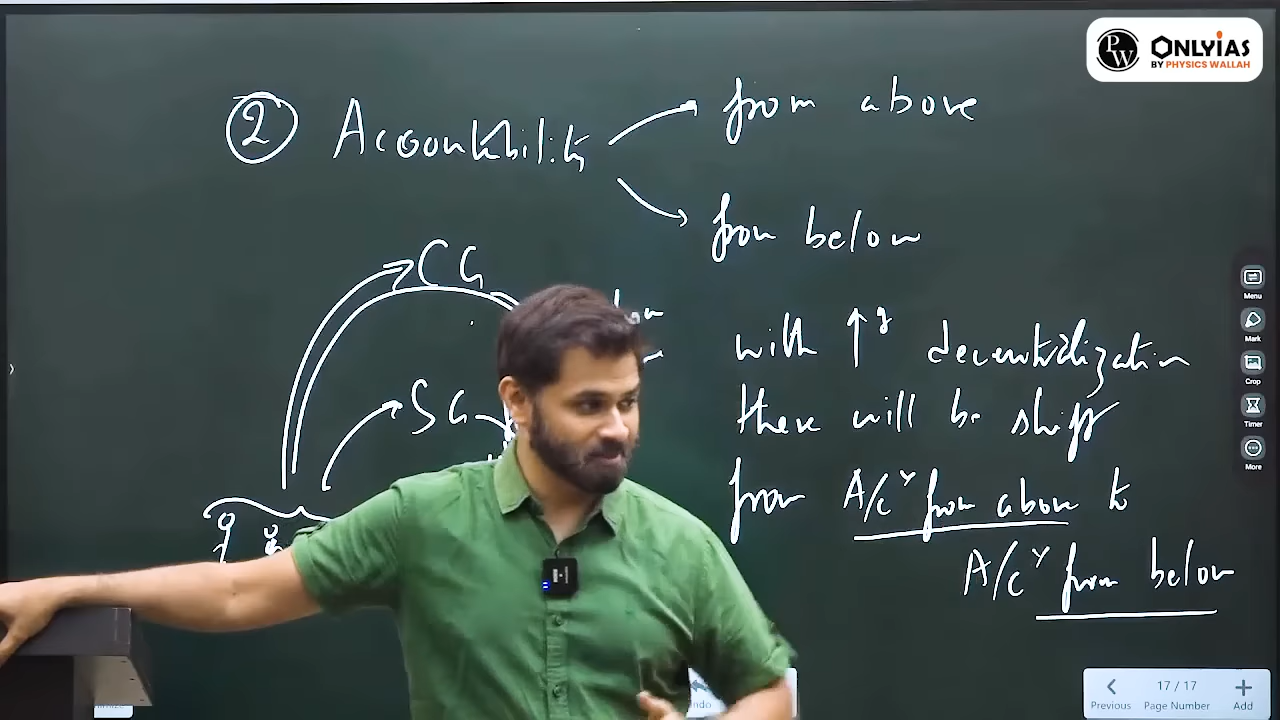 PW ONLYIAS
BY PHYSICS WALLAH
② Accountability
from above
from below
CG
SG
with ↑g decentralization
there will be shift
from A/cy from above to
A/cy from below
Menu
Mark
Crop
Timer
More
17 / 17
Previous Page Number Add